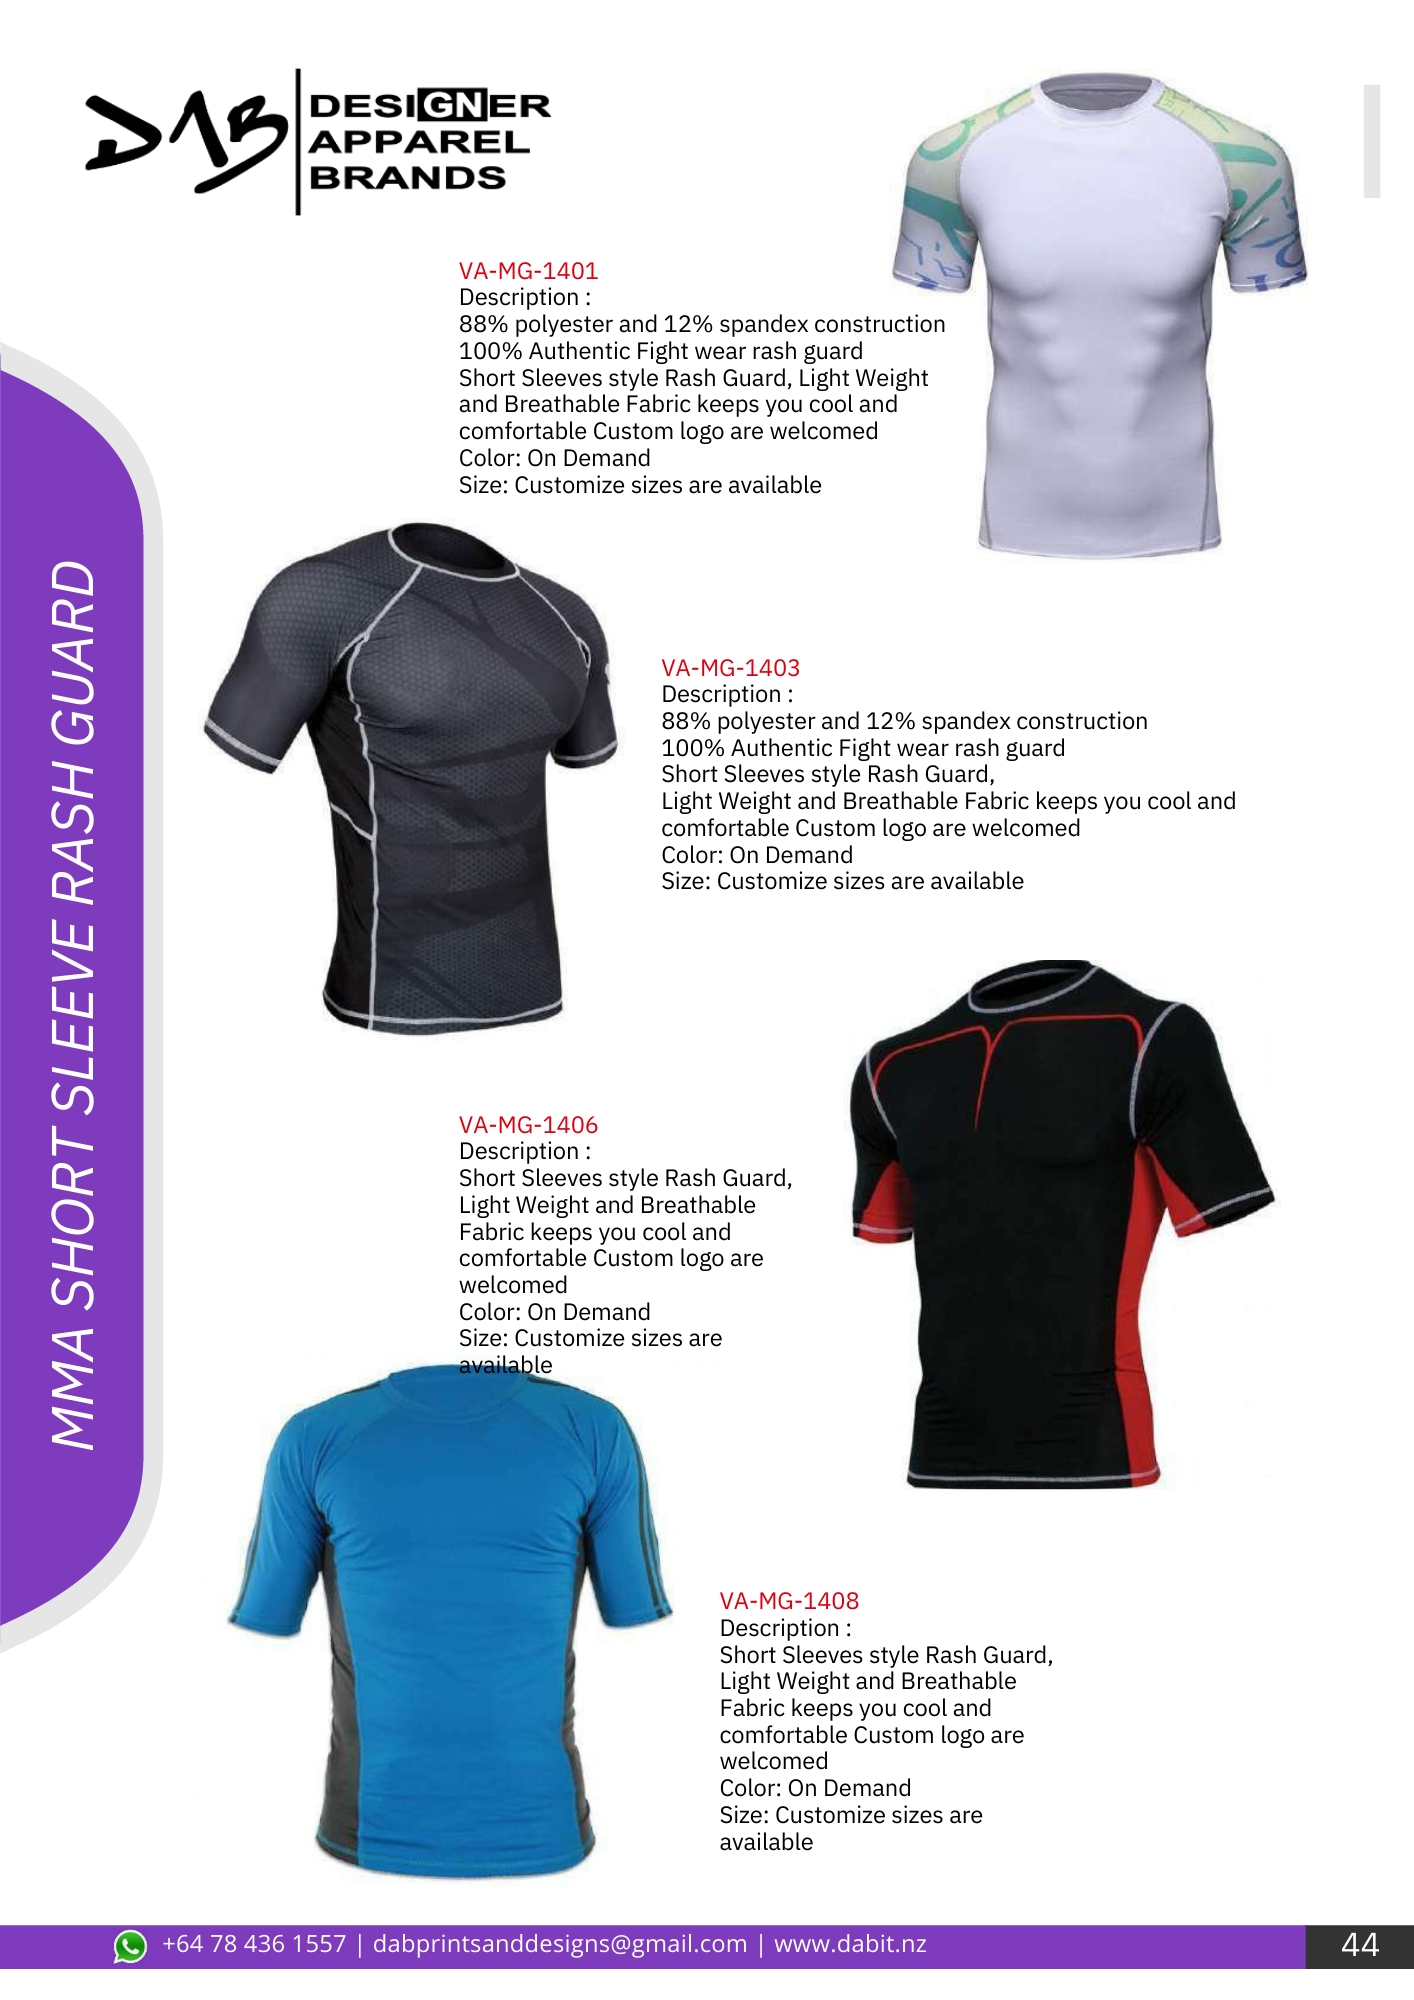 DAB
DESIGNER
APPAREL
BRANDS
VA-MG-1401
Description :
88% polyester and 12% spandex construction
100% Authentic Fight wear rash guard
Short Sleeves style Rash Guard, Light Weight
and Breathable Fabric keeps you cool and
comfortable Custom logo are welcomed
Color: On Demand
Size: Customize sizes are available
MMA SHORT SLEEVE RASH GUARD
VA-MG-1403
Description :
88% polyester and 12% spandex construction
100% Authentic Fight wear rash guard
Short Sleeves style Rash Guard,
Light Weight and Breathable Fabric keeps you cool and
comfortable Custom logo are welcomed
Color: On Demand
Size: Customize sizes are available
VA-MG-1406
Description :
Short Sleeves style Rash Guard,
Light Weight and Breathable
Fabric keeps you cool and
comfortable Custom logo are
welcomed
Color: On Demand
Size: Customize sizes are
available
VA-MG-1408
Description :
Short Sleeves style Rash Guard,
Light Weight and Breathable
Fabric keeps you cool and
comfortable Custom logo are
welcomed
Color: On Demand
Size: Customize sizes are
available
+64 78 436 1557 | dabprintsanddesigns@gmail.com | www.dabit.nz
44